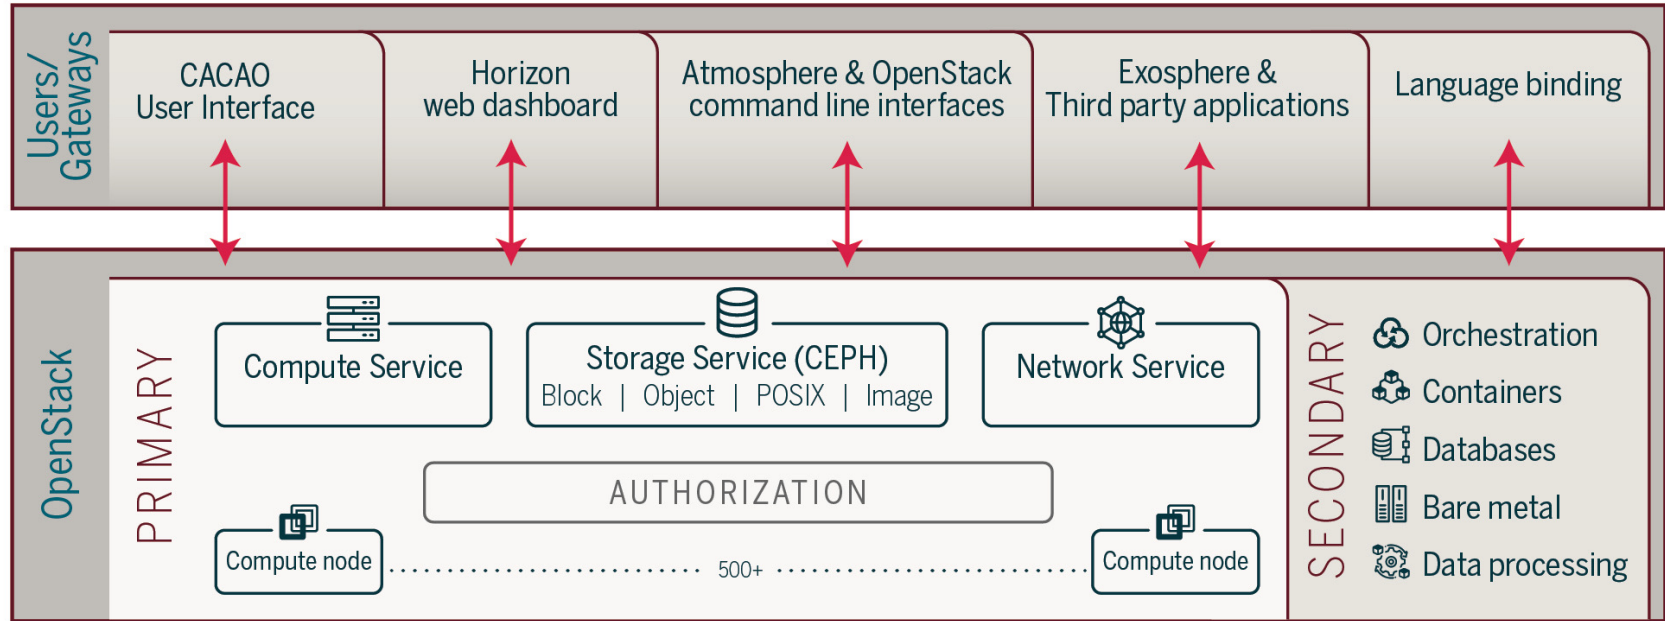 Users/
Gateways
CACAO
User Interface
Horizon
web dashboard
Atmosphere & OpenStack
command line interfaces
Exosphere &
Third party applications
Language binding
OpenStack
PRIMARY
Compute Service
Storage Service (CEPH)
Block | Object | POSIX | Image
Network Service
AUTHORIZATION
Compute node
500+
Compute node
SECONDARY
Orchestration
Containers
Databases
Bare metal
Data processing